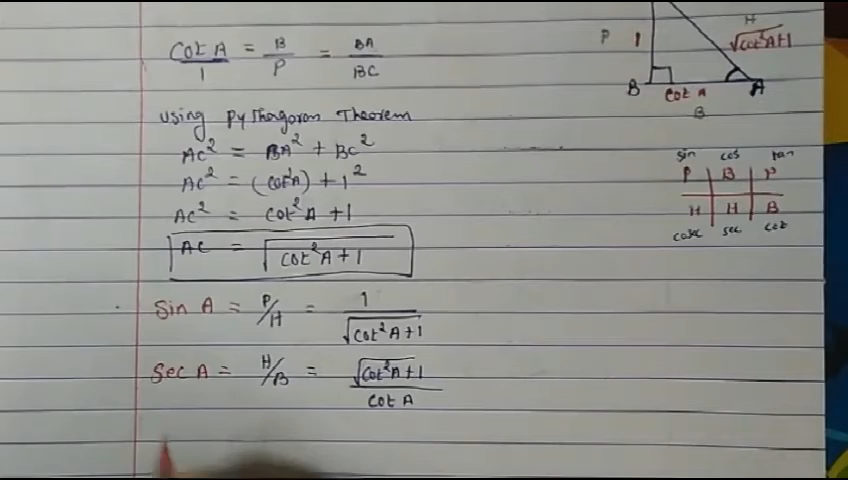 Cot A / 1 = B / P = BA / BC
Using Pythagoron Theorem
AC² = BA² + BC²
AC² = (cot²A) + 1²
AC² = cot²A + 1
AC = √cot²A + 1
Sin A = P/H = 1 / √cot²A + 1
Sec A = H/B = √cot²A + 1 / cot A
H
P 1 √cot²A+1
B cot A A
B
sin cos tan
P B P
H H B
cosec sec cot